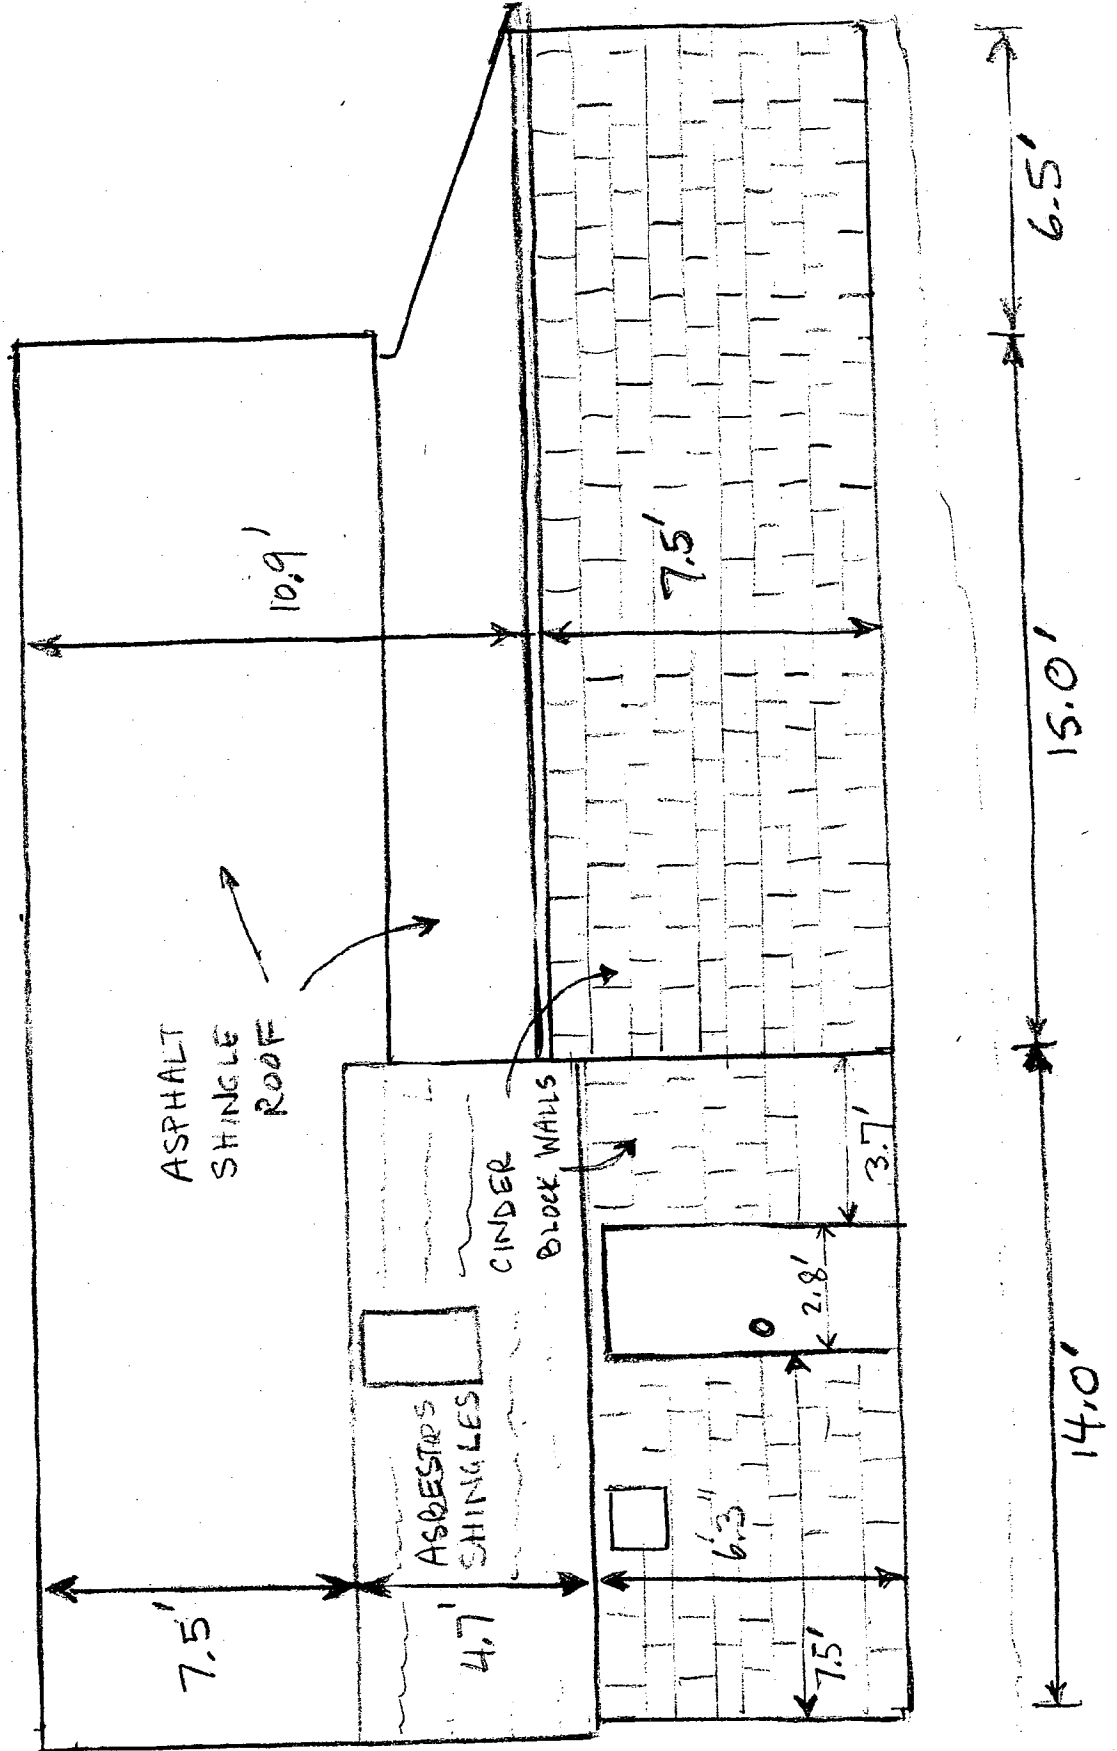 ASPHALT
SHINGLE
ROOF
7.5'
10.9'
ASBESTOS
SHINGLES
4.7'
CINDER
BLOCK WALLS
7.5'
6.3"
7.5'
2.8'
3.7'
14.0'
15.0'
6.5'